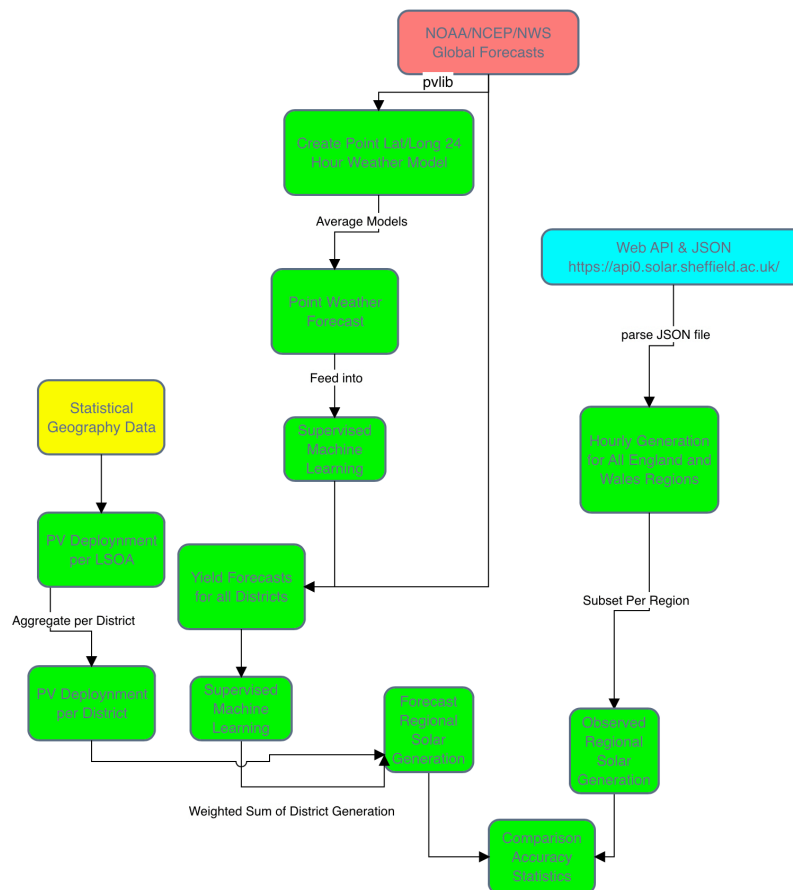 NOAA/NCEP/NWS
Global Forecasts
pvlib
Create Point Lat/Long 24
Hour Weather Model
Average Models
Web API & JSON
https://api0.solar.sheffield.ac.uk/
Point Weather
Forecast
parse JSON file
Feed into
Statistical
Geography Data
Supervised
Machine
Learning
Hourly Generation
for All England and
Wales Regions
PV Deploynment
per LSOA
Yield Forecasts
for all Districts
Subset Per Region
Aggregate per District
PV Deploynment
per District
Supervised
Machine
Learning
Forecast
Regional
Solar
Generation
Observed
Regional
Solar
Generation
Weighted Sum of District Generation
Comparison
Accuracy
Statistics